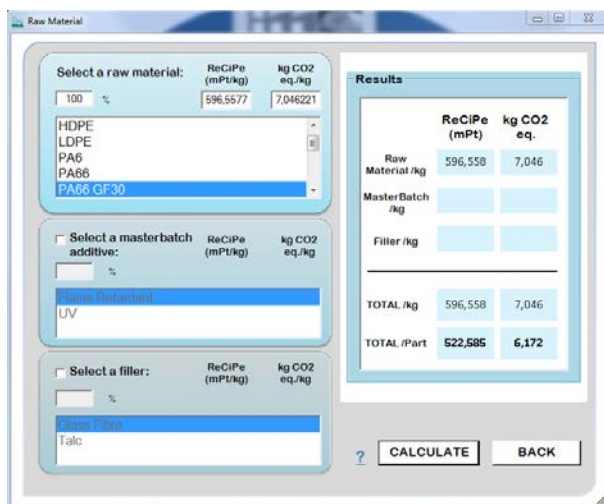 Raw Material
Select a raw material:
ReCiPe
(mPt/kg)
kg CO2
eq./kg
100 %
596,5577
7,046221
HDPE
LDPE
PA6
PA66
PA66 GF30
Select a masterbatch
additive:
ReCiPe
(mPt/kg)
kg CO2
eq./kg
%
Flame Retardant
UV
Select a filler:
ReCiPe
(mPt/kg)
kg CO2
eq./kg
%
Glass Fibre
Talc
Results
ReCiPe
(mPt)
kg CO2
eq.
Raw
Material /kg
596,558
7,046
MasterBatch
/kg
Filler /kg
TOTAL /kg
596,558
7,046
TOTAL /Part
522,585
6,172
?
CALCULATE
BACK